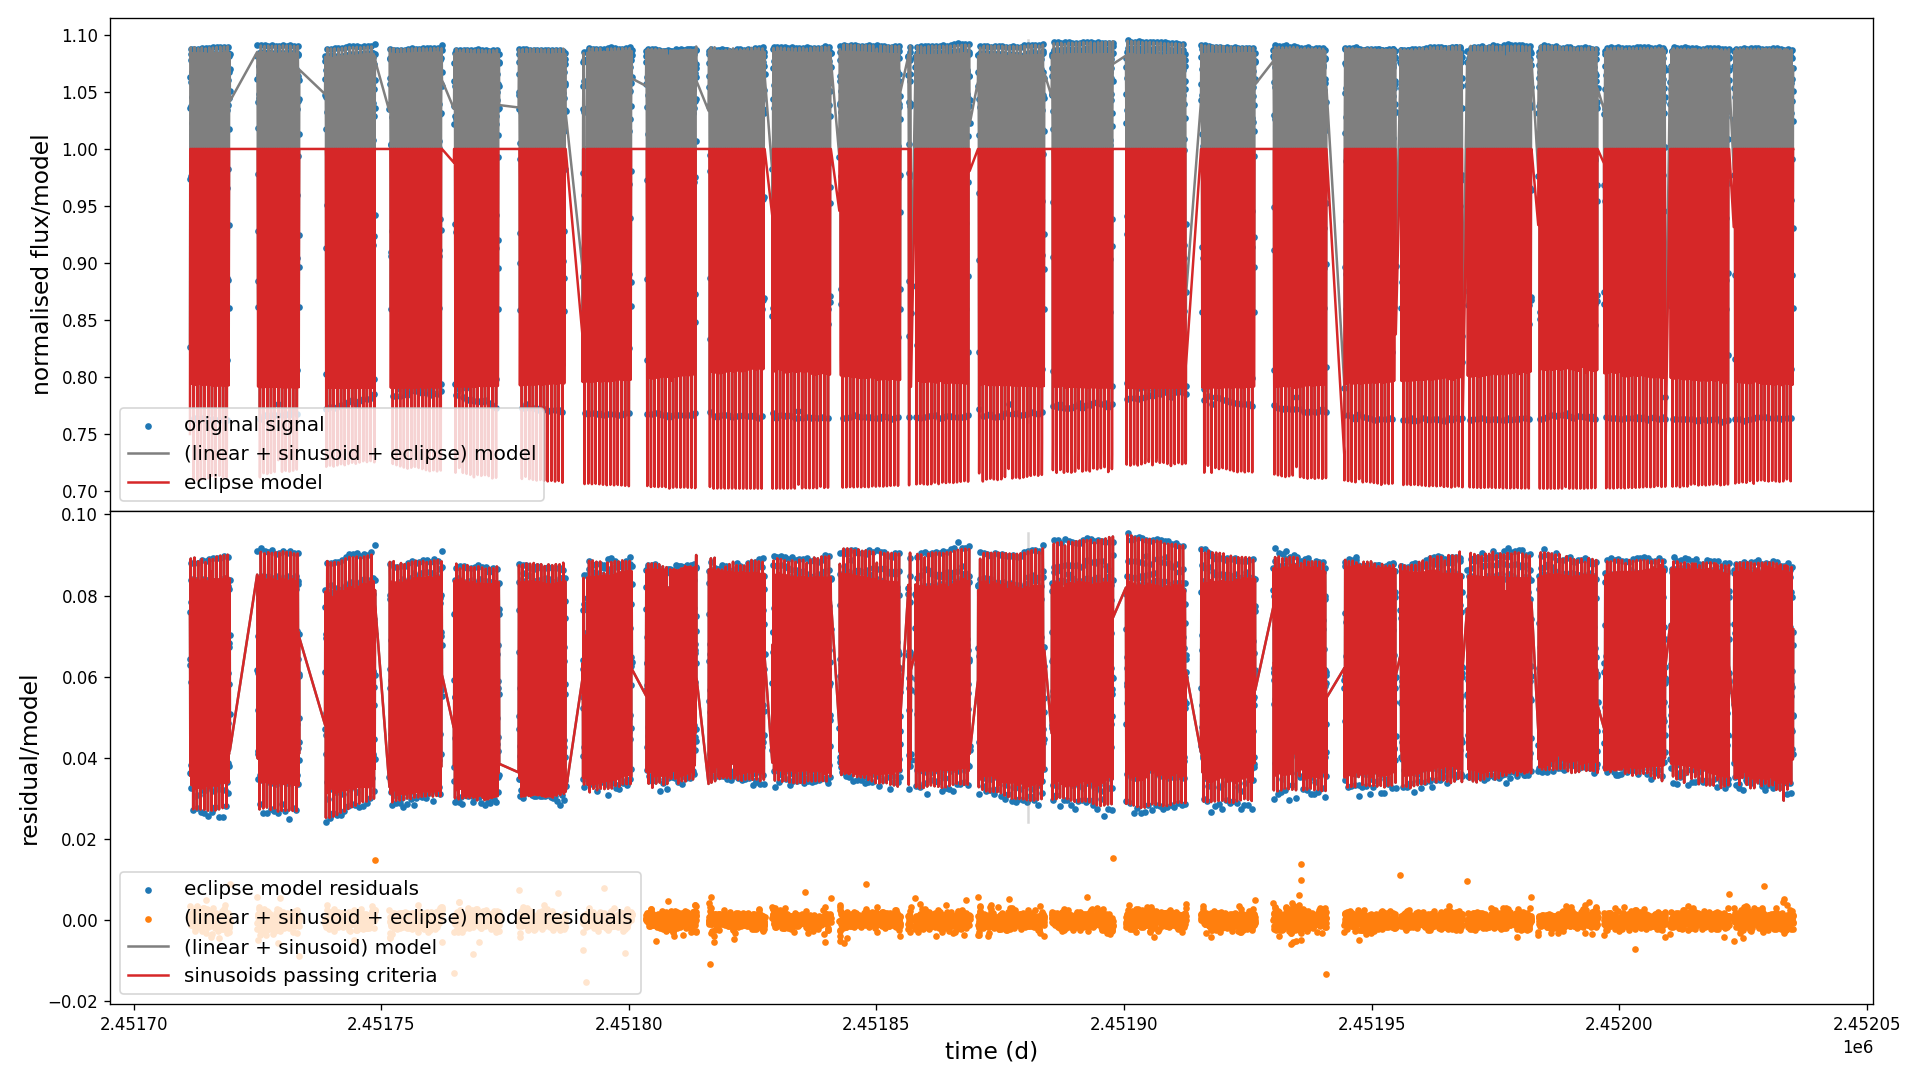 1.10
1.05
1.00
0.95
0.90
0.85
0.80
0.75
0.70
normalised flux/model
original signal
(linear + sinusoid + eclipse) model
eclipse model
0.10
0.08
0.06
0.04
0.02
0.00
−0.02
residual/model
eclipse model residuals
(linear + sinusoid + eclipse) model residuals
(linear + sinusoid) model
sinusoids passing criteria
2.45170 2.45175 2.45180 2.45185 2.45190 2.45195 2.45200 2.45205
time (d)
1e6